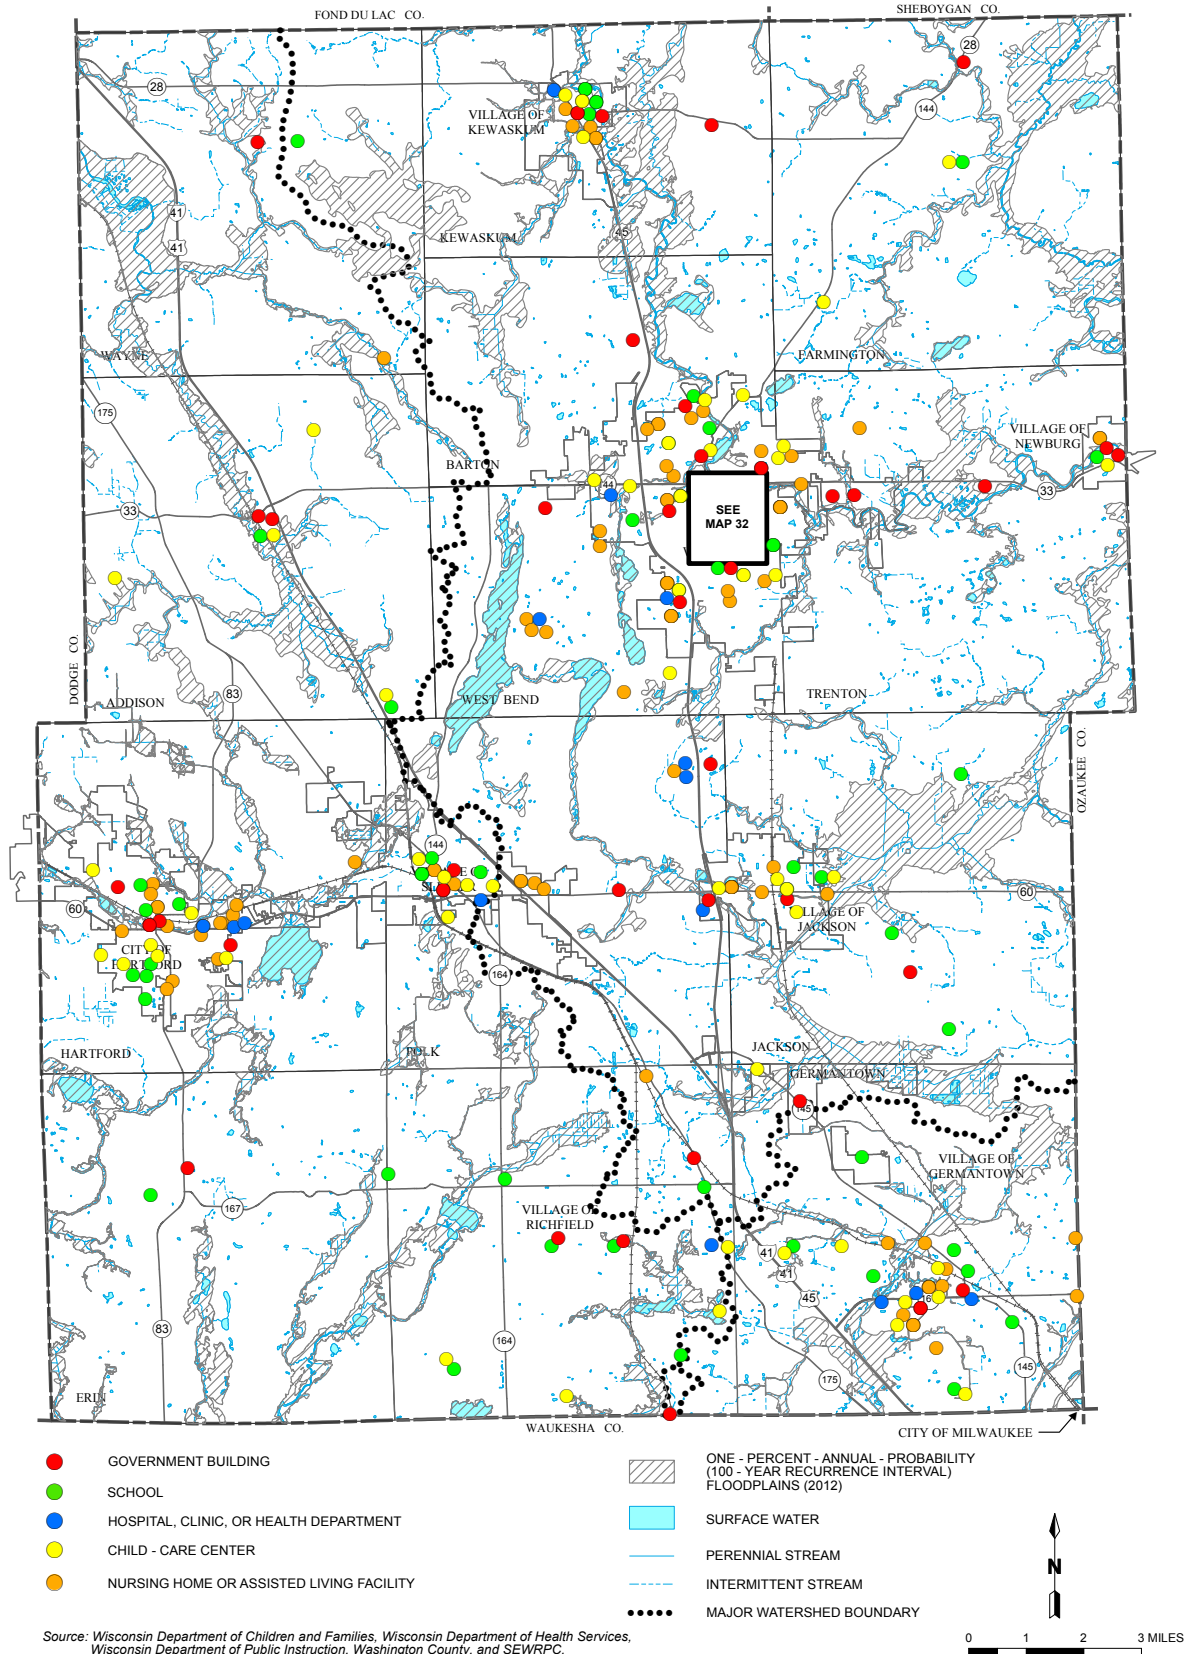 FOND DU LAC CO.
SHEBOYGAN CO.
28
28
144
VILLAGE OF
KEWASKUM
41
41
45
KEWASKUM
WAYNE
FARMINGTON
175
VILLAGE OF
NEWBURG
BARTON
33
33
SEE
MAP 32
DODGE CO.
83
ADDISON
WEST BEND
TRENTON
OZAUKEE CO.
144
60
60
JACKSON
CITY OF
HARTFORD
164
HARTFORD
POLK
JACKSON
GERMANTOWN
145
VILLAGE OF
GERMANTOWN
167
VILLAGE OF
RICHFIELD
41
41
45
83
164
175
145
ERIN
WAUKESHA CO.
CITY OF MILWAUKEE
GOVERNMENT BUILDING
SCHOOL
HOSPITAL, CLINIC, OR HEALTH DEPARTMENT
CHILD - CARE CENTER
NURSING HOME OR ASSISTED LIVING FACILITY
ONE - PERCENT - ANNUAL - PROBABILITY
(100 - YEAR RECURRENCE INTERVAL)
FLOODPLAINS (2012)
SURFACE WATER
PERENNIAL STREAM
INTERMITTENT STREAM
MAJOR WATERSHED BOUNDARY
N
0 1 2 3 MILES
Source: Wisconsin Department of Children and Families, Wisconsin Department of Health Services,
Wisconsin Department of Public Instruction, Washington County, and SEWRPC.